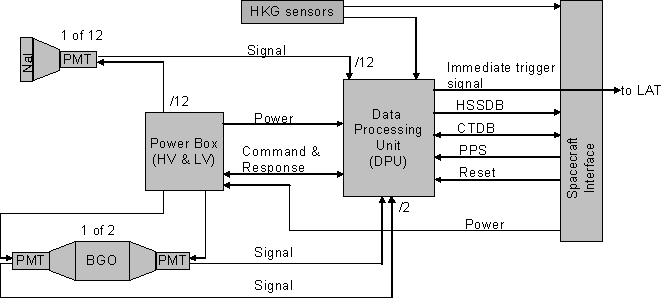 HKG sensors
1 of 12
Signal
NaI
PMT
/12
Immediate trigger
signal
to LAT
/12
Power
Data
Processing
Unit
(DPU)
HSSDB
CTDB
PPS
Reset
Spacecraft
Interface
Power Box
(HV & LV)
Command &
Response
/2
Power
1 of 2
PMT
BGO
PMT
Signal
Signal